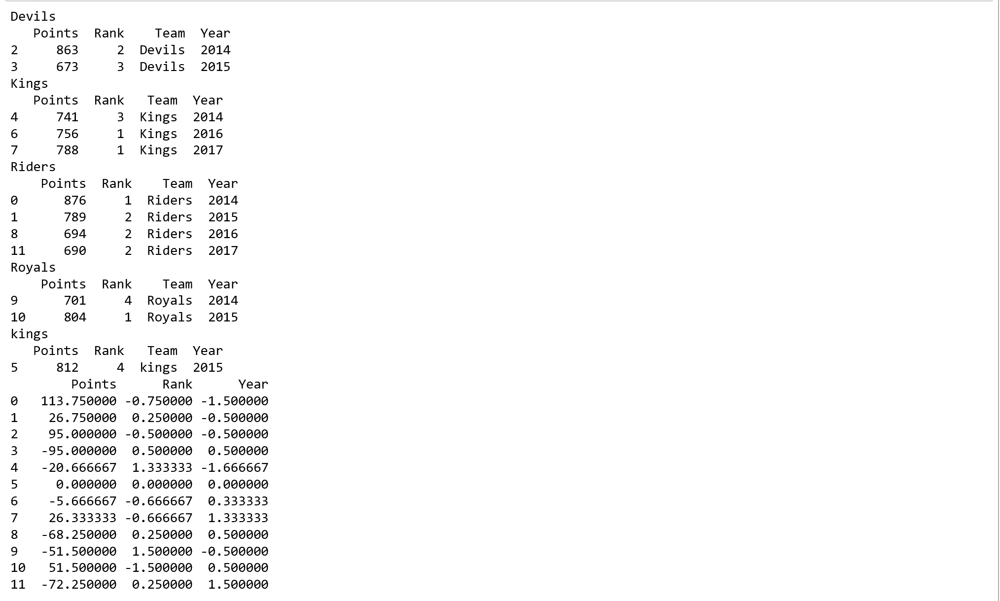 Devils
   Points  Rank    Team  Year
2     863     2  Devils  2014
3     673     3  Devils  2015
Kings
   Points  Rank   Team  Year
4     741     3  Kings  2014
6     756     1  Kings  2016
7     788     1  Kings  2017
Riders
    Points  Rank    Team  Year
0      876     1  Riders  2014
1      789     2  Riders  2015
8      694     2  Riders  2016
11     690     2  Riders  2017
Royals
    Points  Rank    Team  Year
9      701     4  Royals  2014
10     804     1  Royals  2015
kings
   Points  Rank   Team  Year
5     812     4  kings  2015
        Points      Rank      Year
0   113.750000 -0.750000 -1.500000
1    26.750000  0.250000 -0.500000
2    95.000000 -0.500000 -0.500000
3   -95.000000  0.500000  0.500000
4   -20.666667  1.333333 -1.666667
5     0.000000  0.000000  0.000000
6    -5.666667 -0.666667  0.333333
7    26.333333 -0.666667  1.333333
8   -68.250000  0.250000  0.500000
9   -51.500000  1.500000 -0.500000
10   51.500000 -1.500000  0.500000
11  -72.250000  0.250000  1.500000